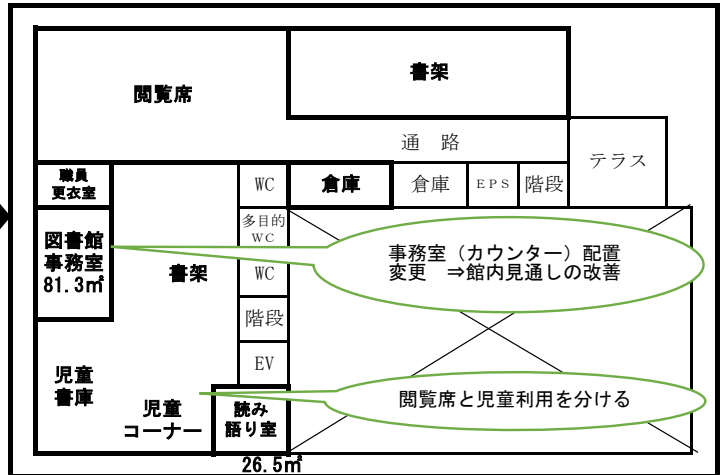 閲覧席
書架
通 路
テラス
職員
更衣室
WC
倉庫
倉庫
EPS
階段
図書館
事務室
81.3㎡
書架
多目的
WC
WC
階段
EV
事務室（カウンター）配置
変更 ⇒館内見通しの改善
児童
書庫
児童
コーナー
読み
語り室
26.5㎡
閲覧席と児童利用を分ける